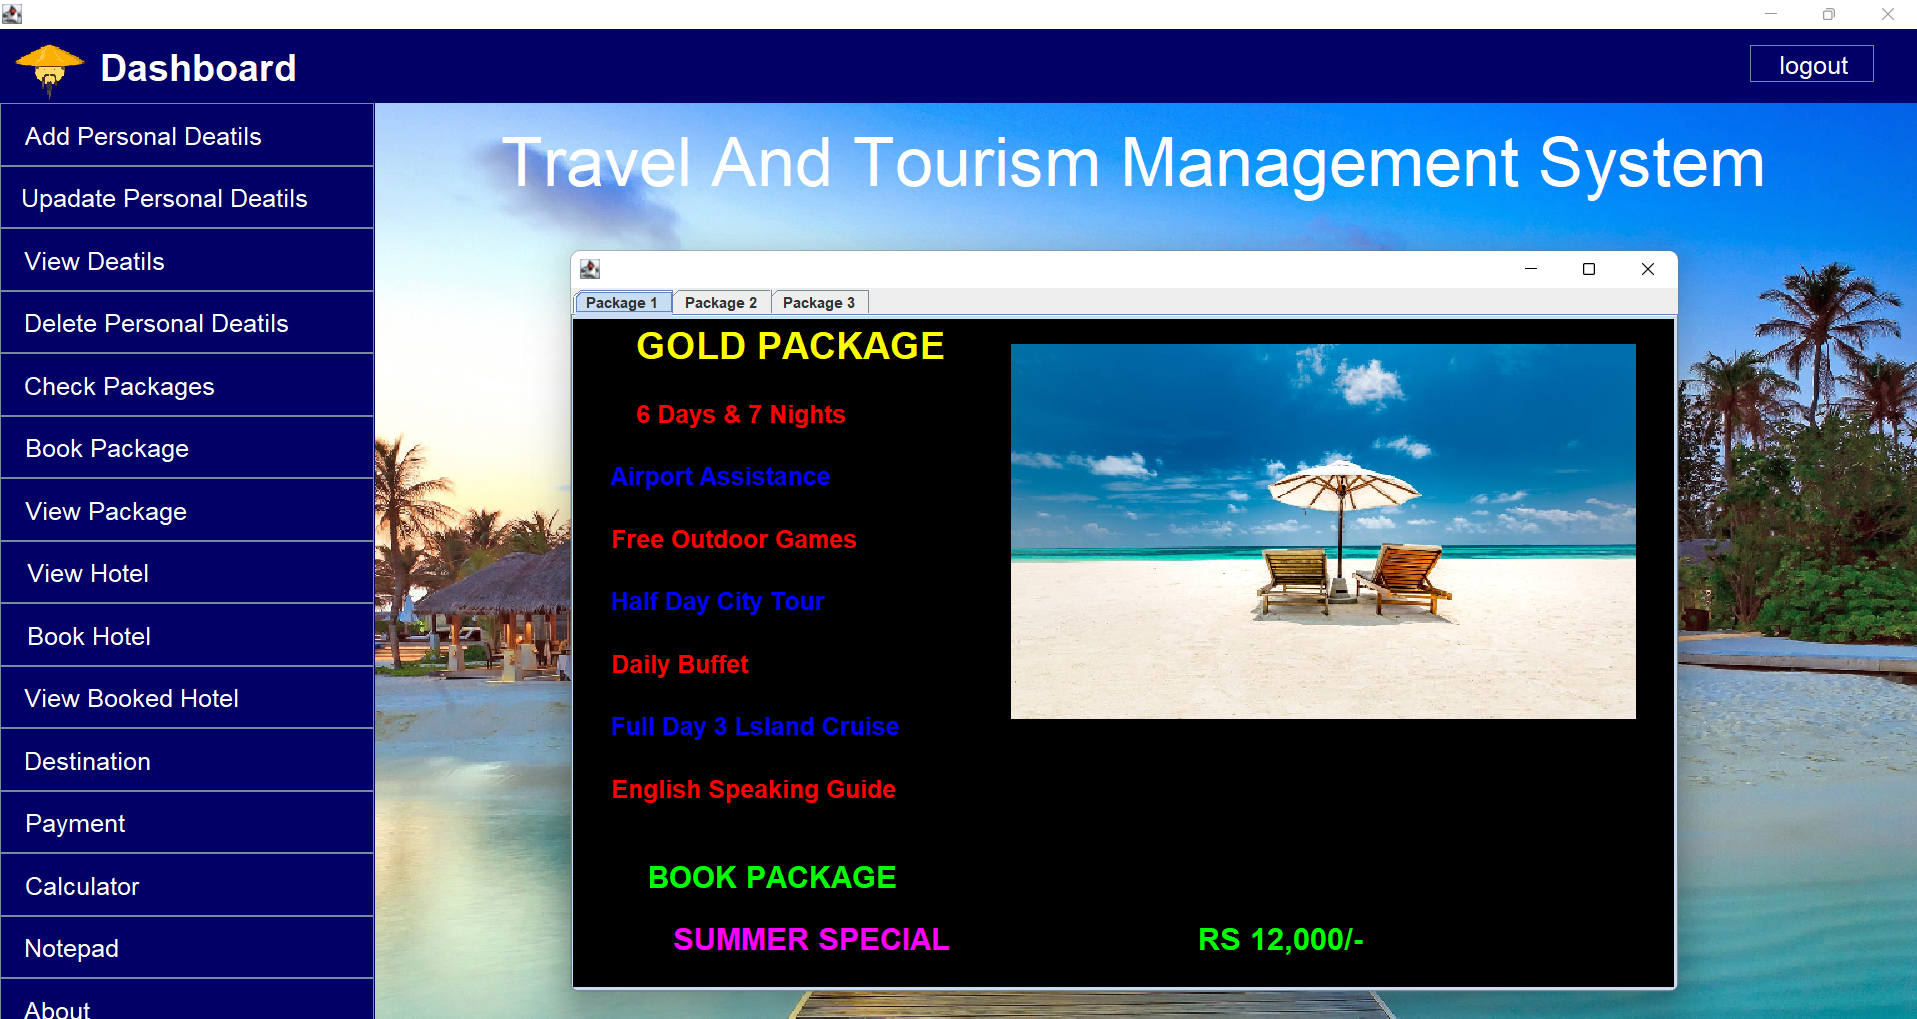 Dashboard
logout
Add Personal Deatils
Upadate Personal Deatils
View Deatils
Delete Personal Deatils
Check Packages
Book Package
View Package
View Hotel
Book Hotel
View Booked Hotel
Destination
Payment
Calculator
Notepad
About
Travel And Tourism Management System
Package 1
Package 2
Package 3
GOLD PACKAGE
6 Days & 7 Nights
Airport Assistance
Free Outdoor Games
Half Day City Tour
Daily Buffet
Full Day 3 Lsland Cruise
English Speaking Guide
BOOK PACKAGE
SUMMER SPECIAL
RS 12,000/-